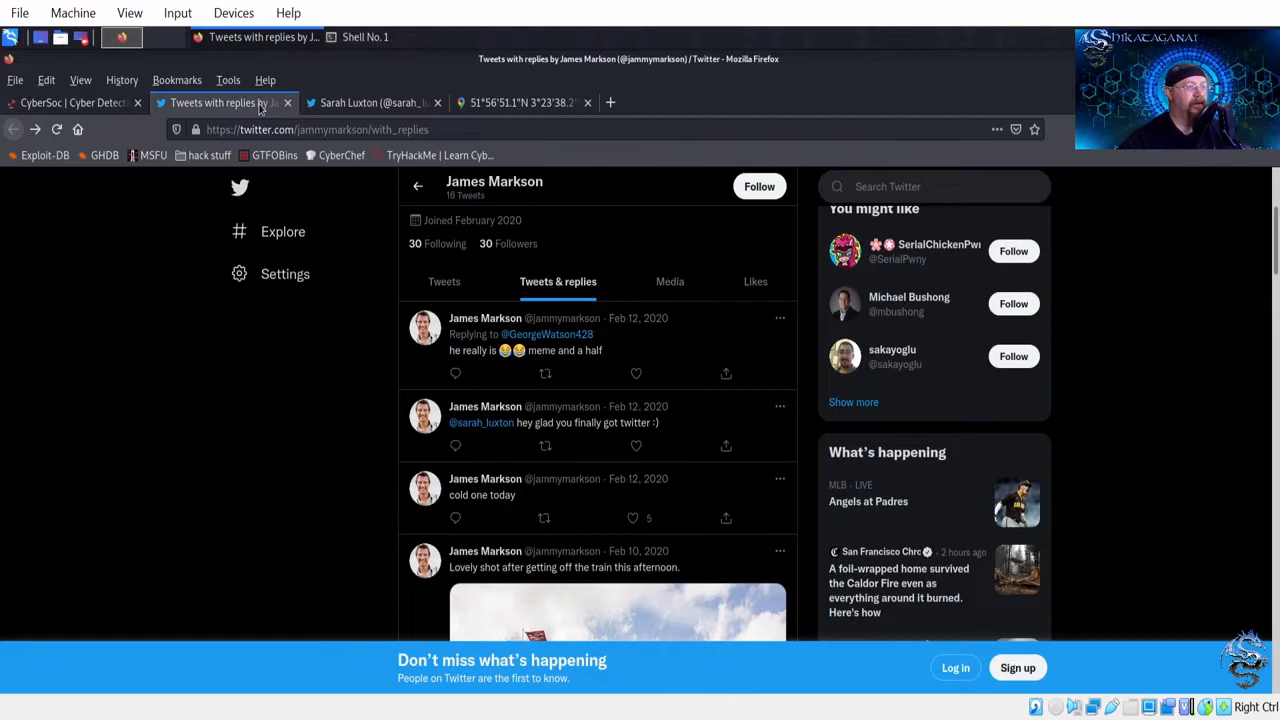 File Machine View Input Devices Help
Tweets with replies by J... Shell No. 1
SHIKATAGANAI
Tweets with replies by James Markson (@jammymarkson) / Twitter - Mozilla Firefox
File Edit View History Bookmarks Tools Help
CyberSoc | Cyber Detect Tweets with replies by Ja Sarah Luxton (@sarah_lu 51°56'51.1"N 3°23'38.2"
https://twitter.com/jammymarkson/with_replies
Exploit-DB GHDB MSFU hack stuff GTFOBins CyberChef TryHackMe | Learn Cyb...
James Markson
16 Tweets
Follow
Search Twitter
Explore
Settings
Joined February 2020
30 Following 30 Followers
Tweets Tweets & replies Media Likes
James Markson @jammymarkson · Feb 12, 2020
Replying to @GeorgeWatson428
he really is 😂😂 meme and a half
James Markson @jammymarkson · Feb 12, 2020
@sarah_luxton hey glad you finally got twitter :)
James Markson @jammymarkson · Feb 12, 2020
cold one today
5
James Markson @jammymarkson · Feb 10, 2020
Lovely shot after getting off the train this afternoon.
You might like
🌸🌸 SerialChickenPwn
@SerialPwny
Follow
Michael Bushong
@mbushong
Follow
sakayoglu
@sakayoglu
Follow
Show more
What's happening
MLB · LIVE
Angels at Padres
San Francisco Chro · 2 hours ago
A foil-wrapped home survived
the Caldor Fire even as
everything around it burned.
Here's how
Don't miss what's happening
People on Twitter are the first to know.
Log in Sign up
Right Ctrl